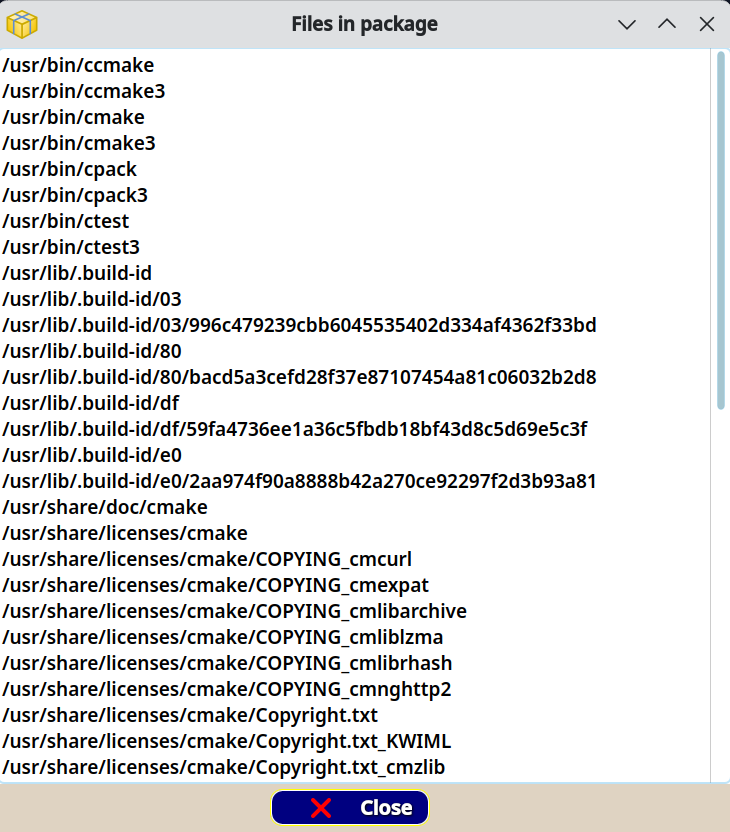 Files in package
/usr/bin/ccmake
/usr/bin/ccmake3
/usr/bin/cmake
/usr/bin/cmake3
/usr/bin/cpack
/usr/bin/cpack3
/usr/bin/ctest
/usr/bin/ctest3
/usr/lib/.build-id
/usr/lib/.build-id/03
/usr/lib/.build-id/03/996c479239cbb6045535402d334af4362f33bd
/usr/lib/.build-id/80
/usr/lib/.build-id/80/bacd5a3cefd28f37e87107454a81c06032b2d8
/usr/lib/.build-id/df
/usr/lib/.build-id/df/59fa4736ee1a36c5fbdb18bf43d8c5d69e5c3f
/usr/lib/.build-id/e0
/usr/lib/.build-id/e0/2aa974f90a8888b42a270ce92297f2d3b93a81
/usr/share/doc/cmake
/usr/share/licenses/cmake
/usr/share/licenses/cmake/COPYING_cmcurl
/usr/share/licenses/cmake/COPYING_cmexpat
/usr/share/licenses/cmake/COPYING_cmlibarchive
/usr/share/licenses/cmake/COPYING_cmliblzma
/usr/share/licenses/cmake/COPYING_cmlibrhash
/usr/share/licenses/cmake/COPYING_cmnghttp2
/usr/share/licenses/cmake/Copyright.txt
/usr/share/licenses/cmake/Copyright.txt_KWIML
/usr/share/licenses/cmake/Copyright.txt_cmzlib
Close